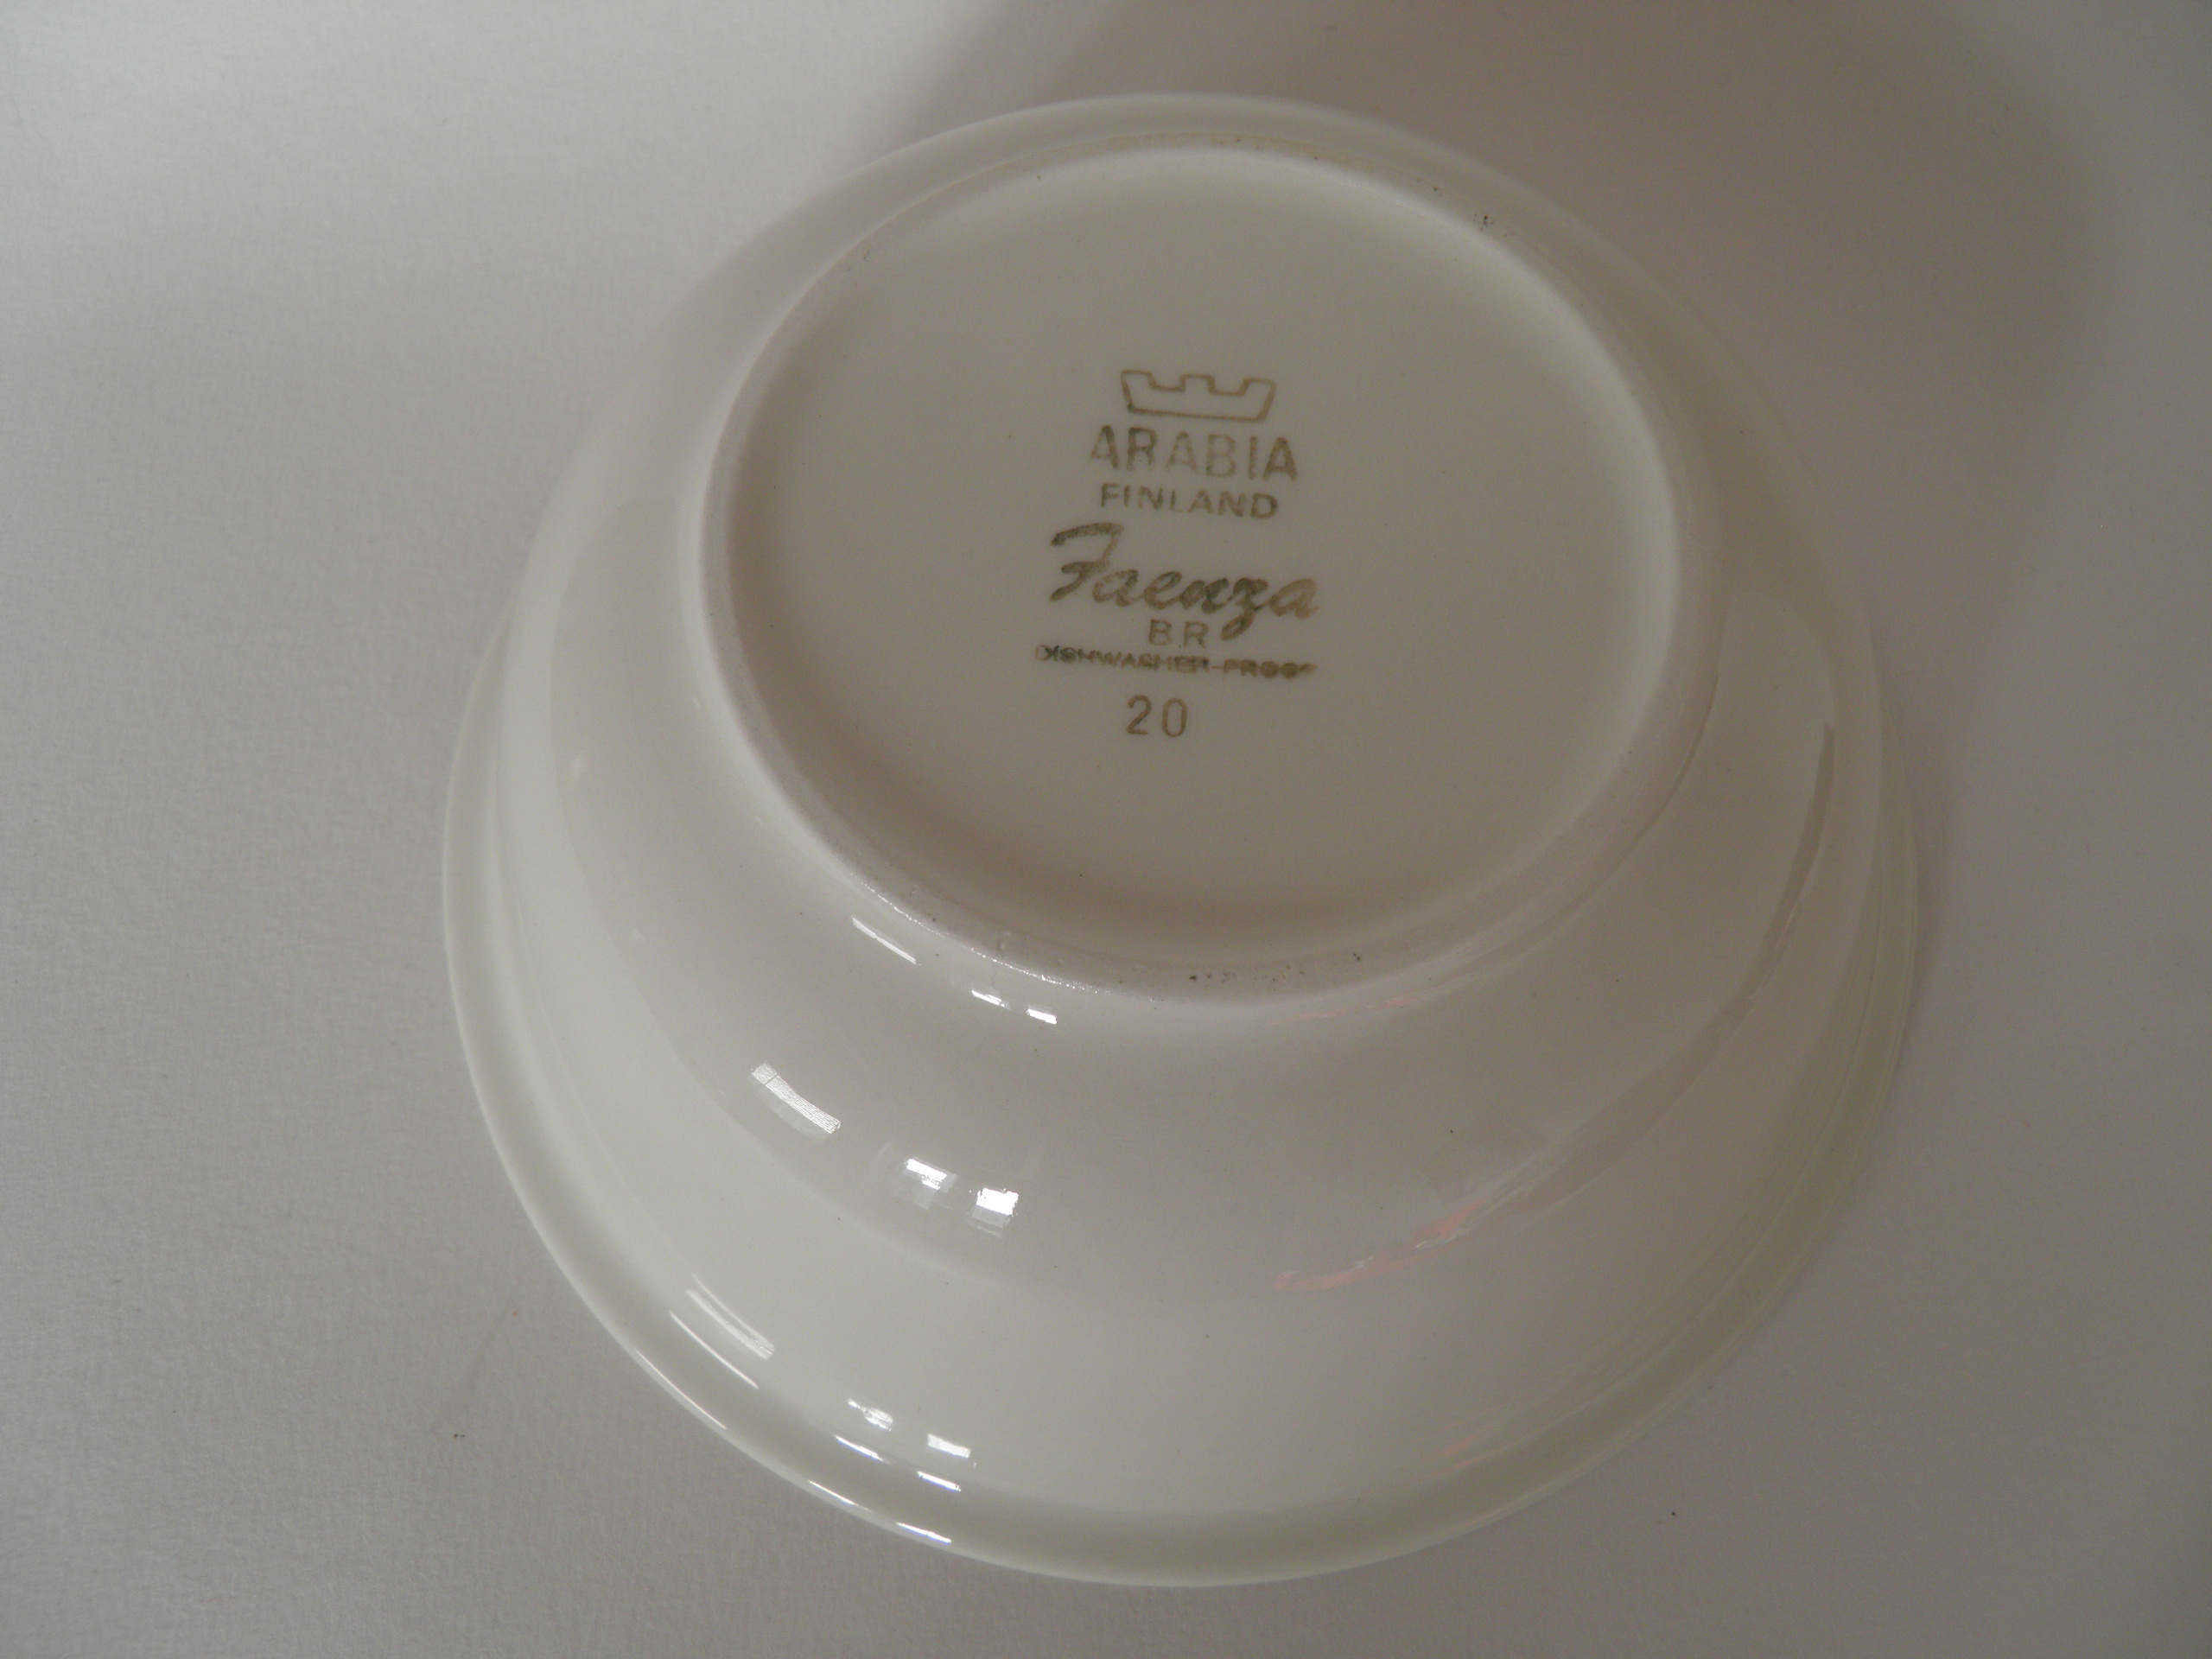 ARABIA
FINLAND
Faenza
BR
DISHWASHER-PROOF
20